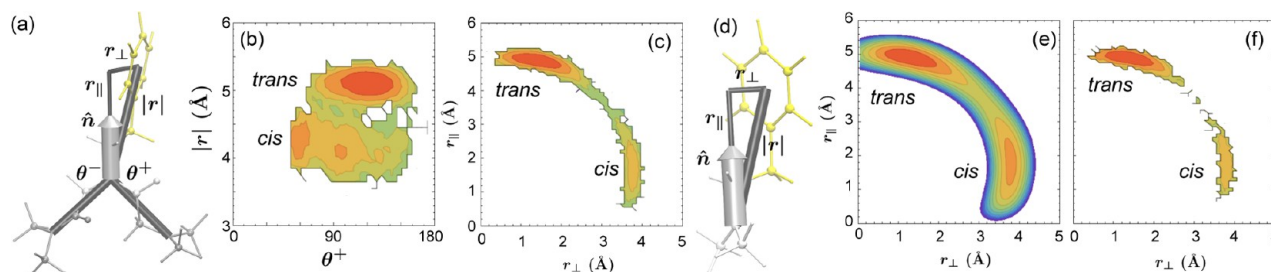 (a)
r⊥
r∥
|r|
n̂
θ⁻
θ⁺
(b)
|r| (Å)
6
5
4
3
trans
cis
0
90
180
θ⁺
(c)
r∥ (Å)
6
5
4
3
2
1
0
trans
cis
0
1
2
3
4
5
r⊥ (Å)
(d)
r⊥
r∥
|r|
n̂
(e)
r∥ (Å)
6
5
4
3
2
1
0
trans
cis
0
1
2
3
4
5
r⊥ (Å)
(f)
trans
cis
0
1
2
3
4
r⊥ (Å)